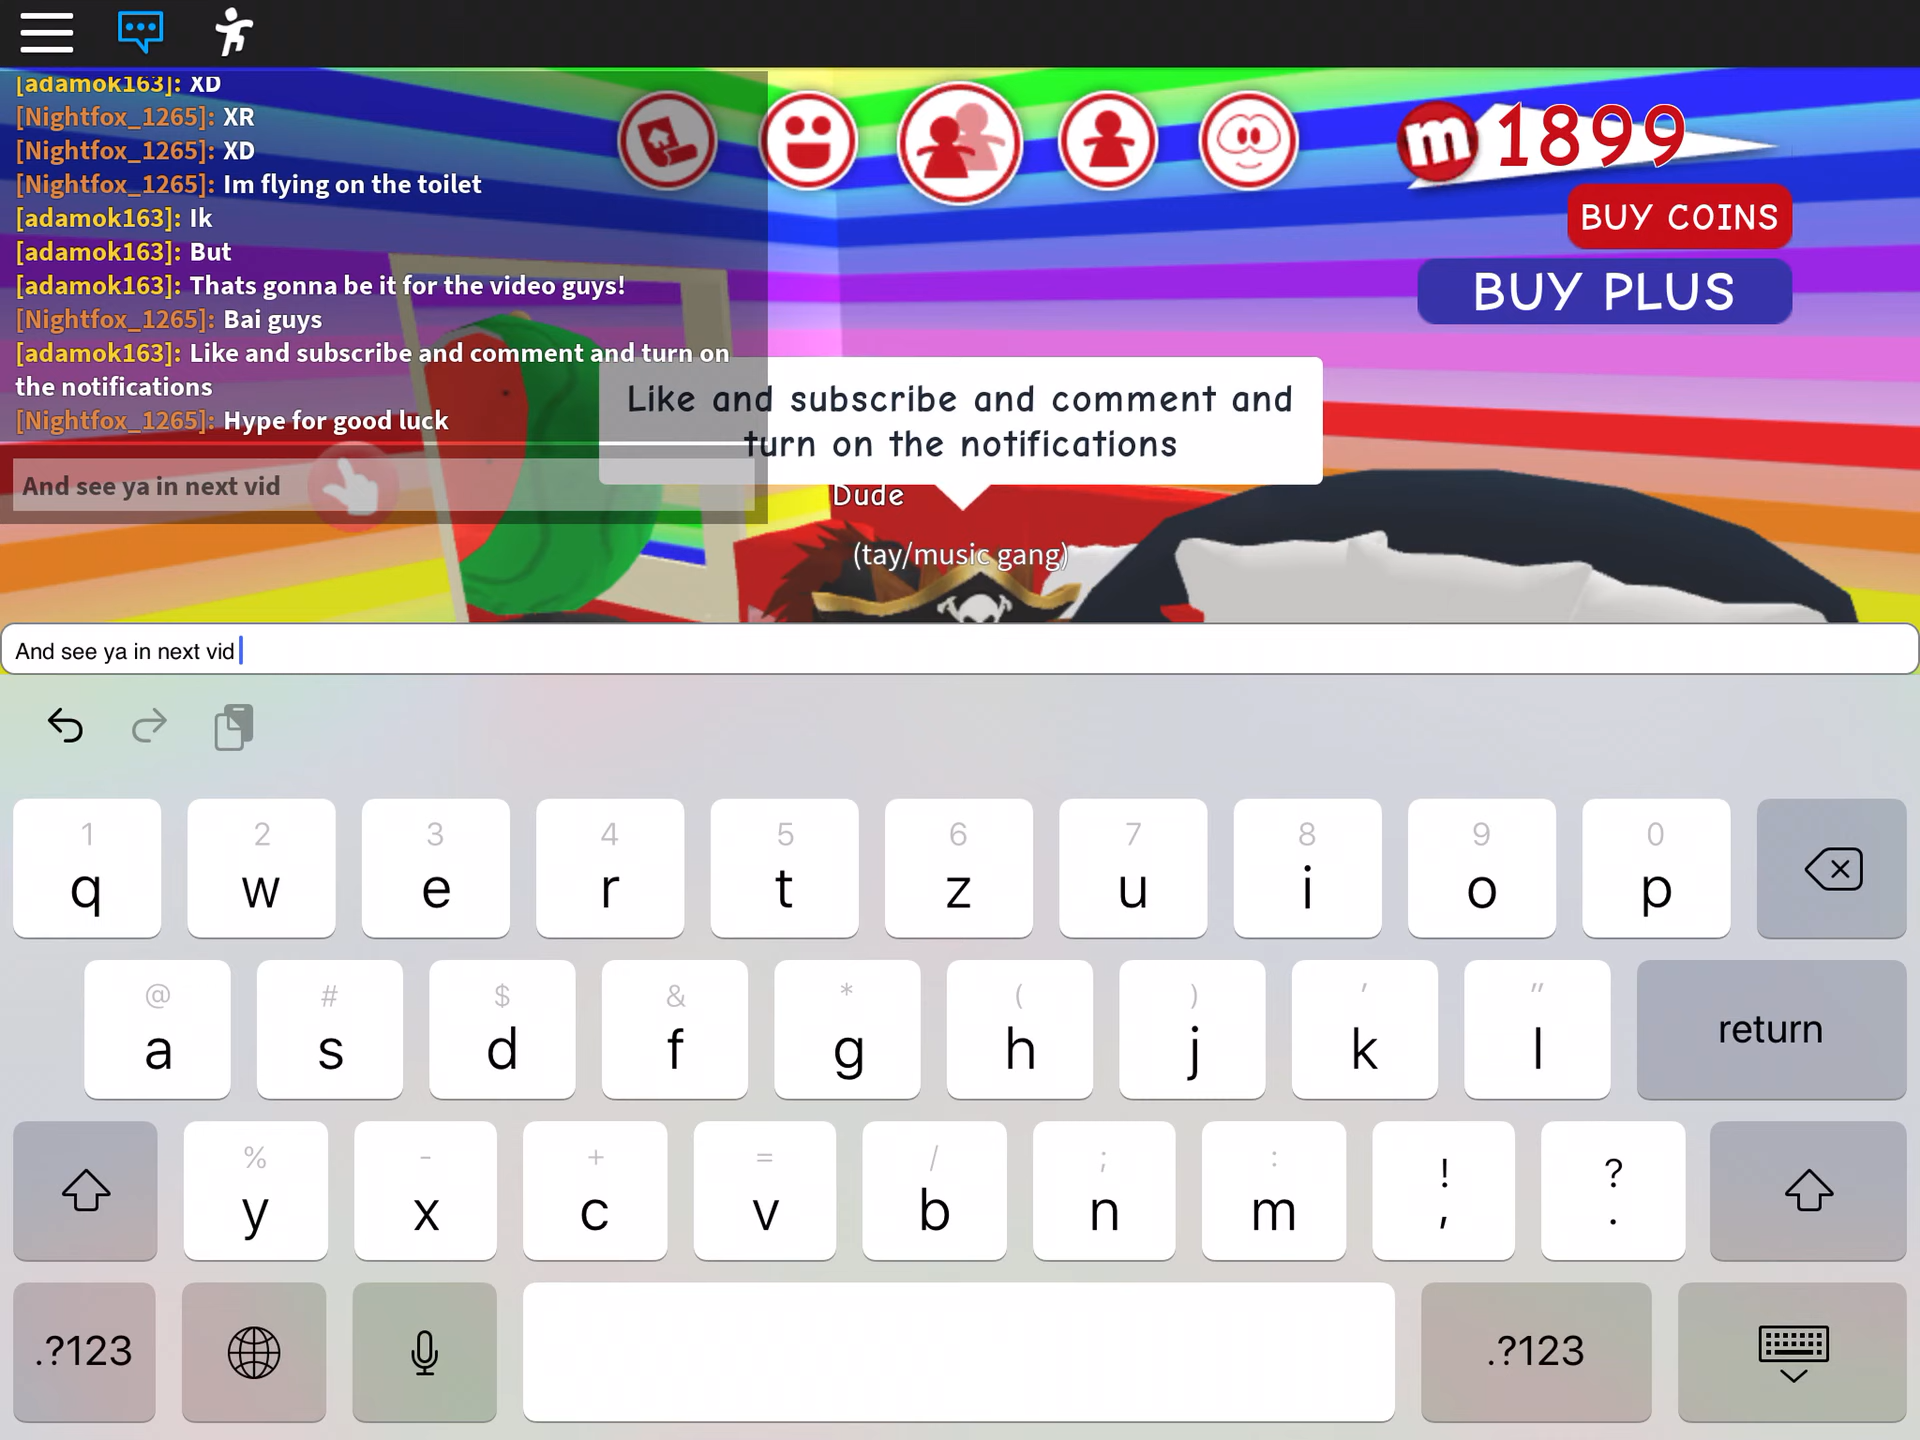 [adamok163]: XD
[Nightfox_1265]: XR
[Nightfox_1265]: XD
[Nightfox_1265]: Im flying on the toilet
[adamok163]: Ik
[adamok163]: But
[adamok163]: Thats gonna be it for the video guys!
[Nightfox_1265]: Bai guys
[adamok163]: Like and subscribe and comment and turn on
the notifications
[Nightfox_1265]: Hype for good luck
And see ya in next vid
m 1899
BUY COINS
BUY PLUS
Like and subscribe and comment and
turn on the notifications
Dude
(tay/music gang)
And see ya in next vid
1 2 3 4 5 6 7 8 9 0
q w e r t z u i o p
@ # $ & * ( ) ' "
a s d f g h j k l return
% - + = / ; : ! ?
y x c v b n m , .
.?123 .?123